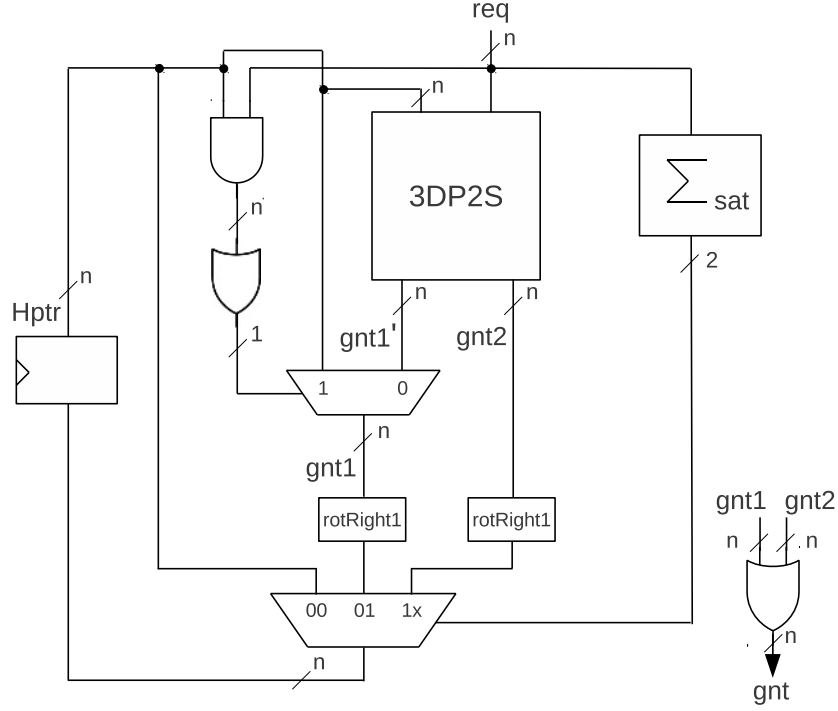 req
n
n
3DP2S
∑ sat
n
n
2
Hptr
n
n
gnt1'
gnt2
1
1
0
n
gnt1
gnt1
gnt2
rotRight1
rotRight1
n
n
00
01
1x
n
n
gnt